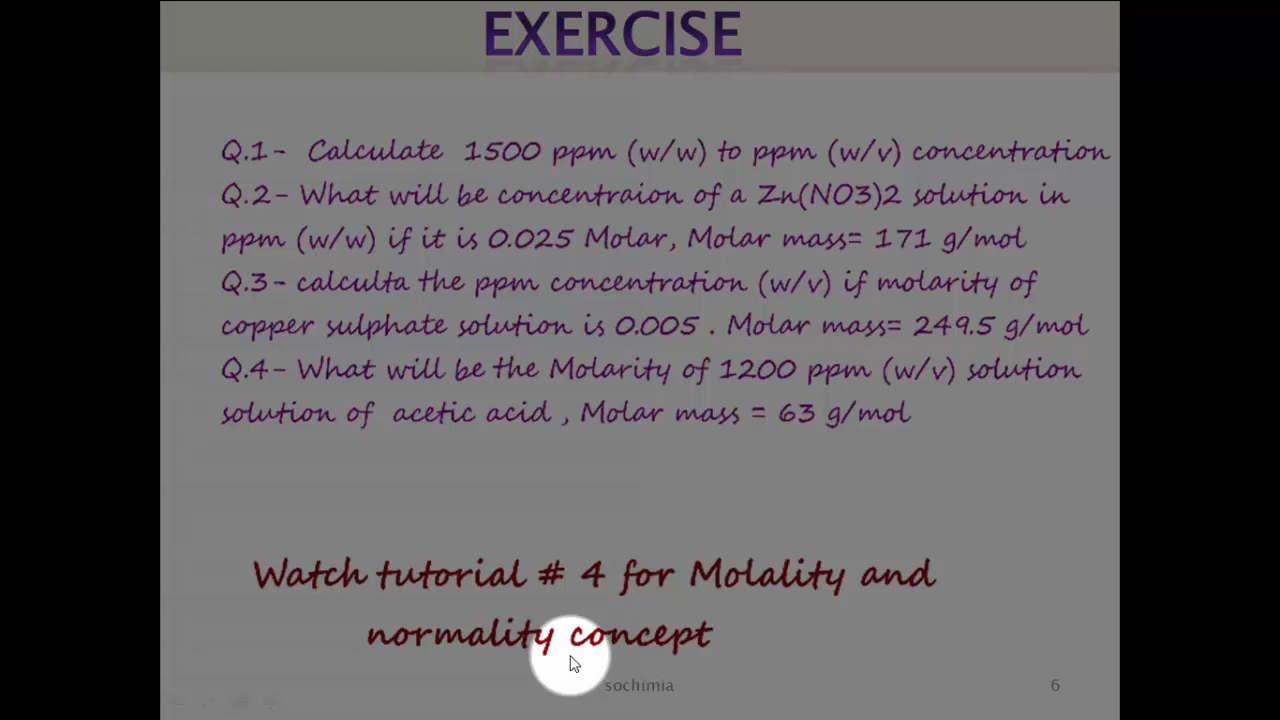 EXERCISE
Q.1- Calculate 1500 ppm (w/w) to ppm (w/v) concentration
Q.2- What will be concentraion of a Zn(NO3)2 solution in
ppm (w/w) if it is 0.025 Molar, Molar mass= 171 g/mol
Q.3- calculta the ppm concentration (w/v) if molarity of
copper sulphate solution is 0.005 . Molar mass= 249.5 g/mol
Q.4- What will be the Molarity of 1200 ppm (w/v) solution
solution of acetic acid , Molar mass = 63 g/mol
Watch tutorial # 4 for Molality and
normality concept
sochimia
6